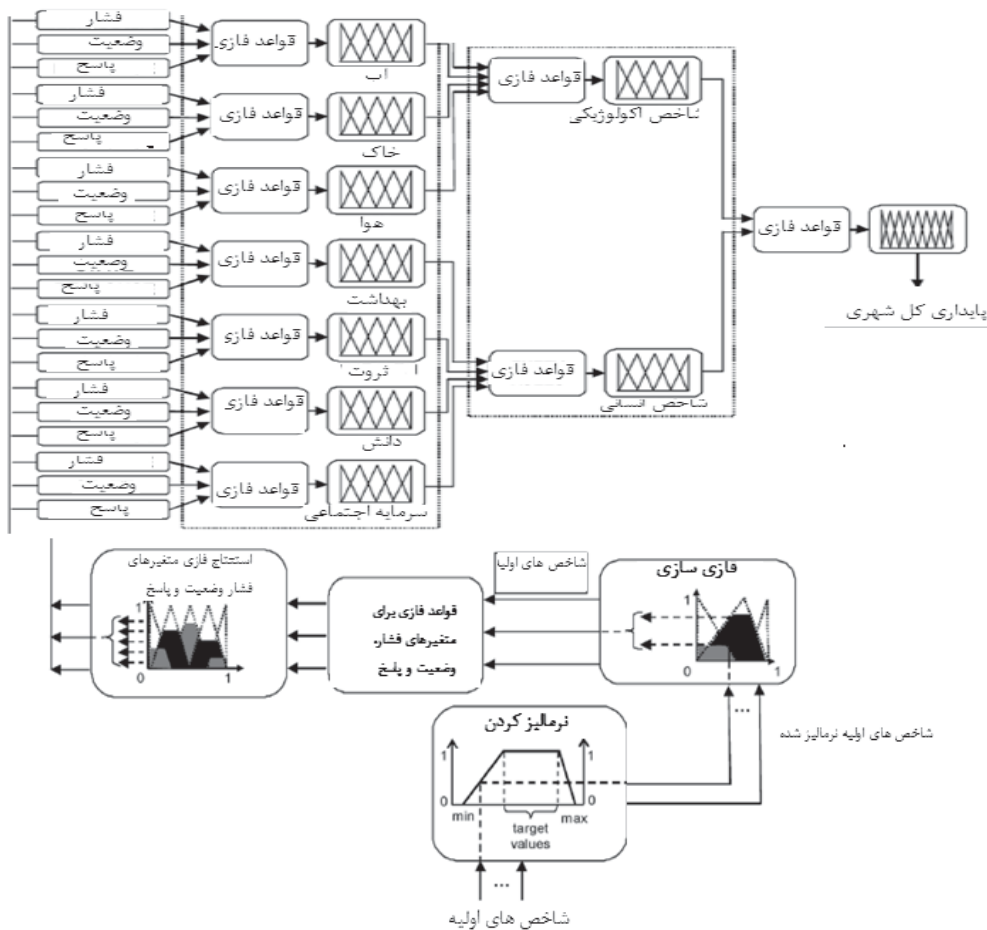 فشار
وضعیت
پاسخ
قواعد فازی
آب
فشار
وضعیت
پاسخ
قواعد فازی
خاک
فشار
وضعیت
پاسخ
قواعد فازی
هوا
فشار
وضعیت
پاسخ
قواعد فازی
بهداشت
فشار
وضعیت
پاسخ
قواعد فازی
ثروت
فشار
وضعیت
پاسخ
قواعد فازی
دانش
فشار
وضعیت
پاسخ
قواعد فازی
سرمایه اجتماعی
قواعد فازی
شاخص اکولوژیکی
قواعد فازی
شاخص انسانی
قواعد فازی
پایداری کل شهری
استنتاج فازی متغیرهای
فشار وضعیت و پاسخ
1
0
1
قواعد فازی برای
متغیرهای فشار،
وضعیت و پاسخ
شاخص های اولیا
فازی سازی
1
0
1
...
شاخص های اولیه نرمالیز شده
نرمالیز کردن
1
1
0
0
min
max
target
values
...
شاخص های اولیه